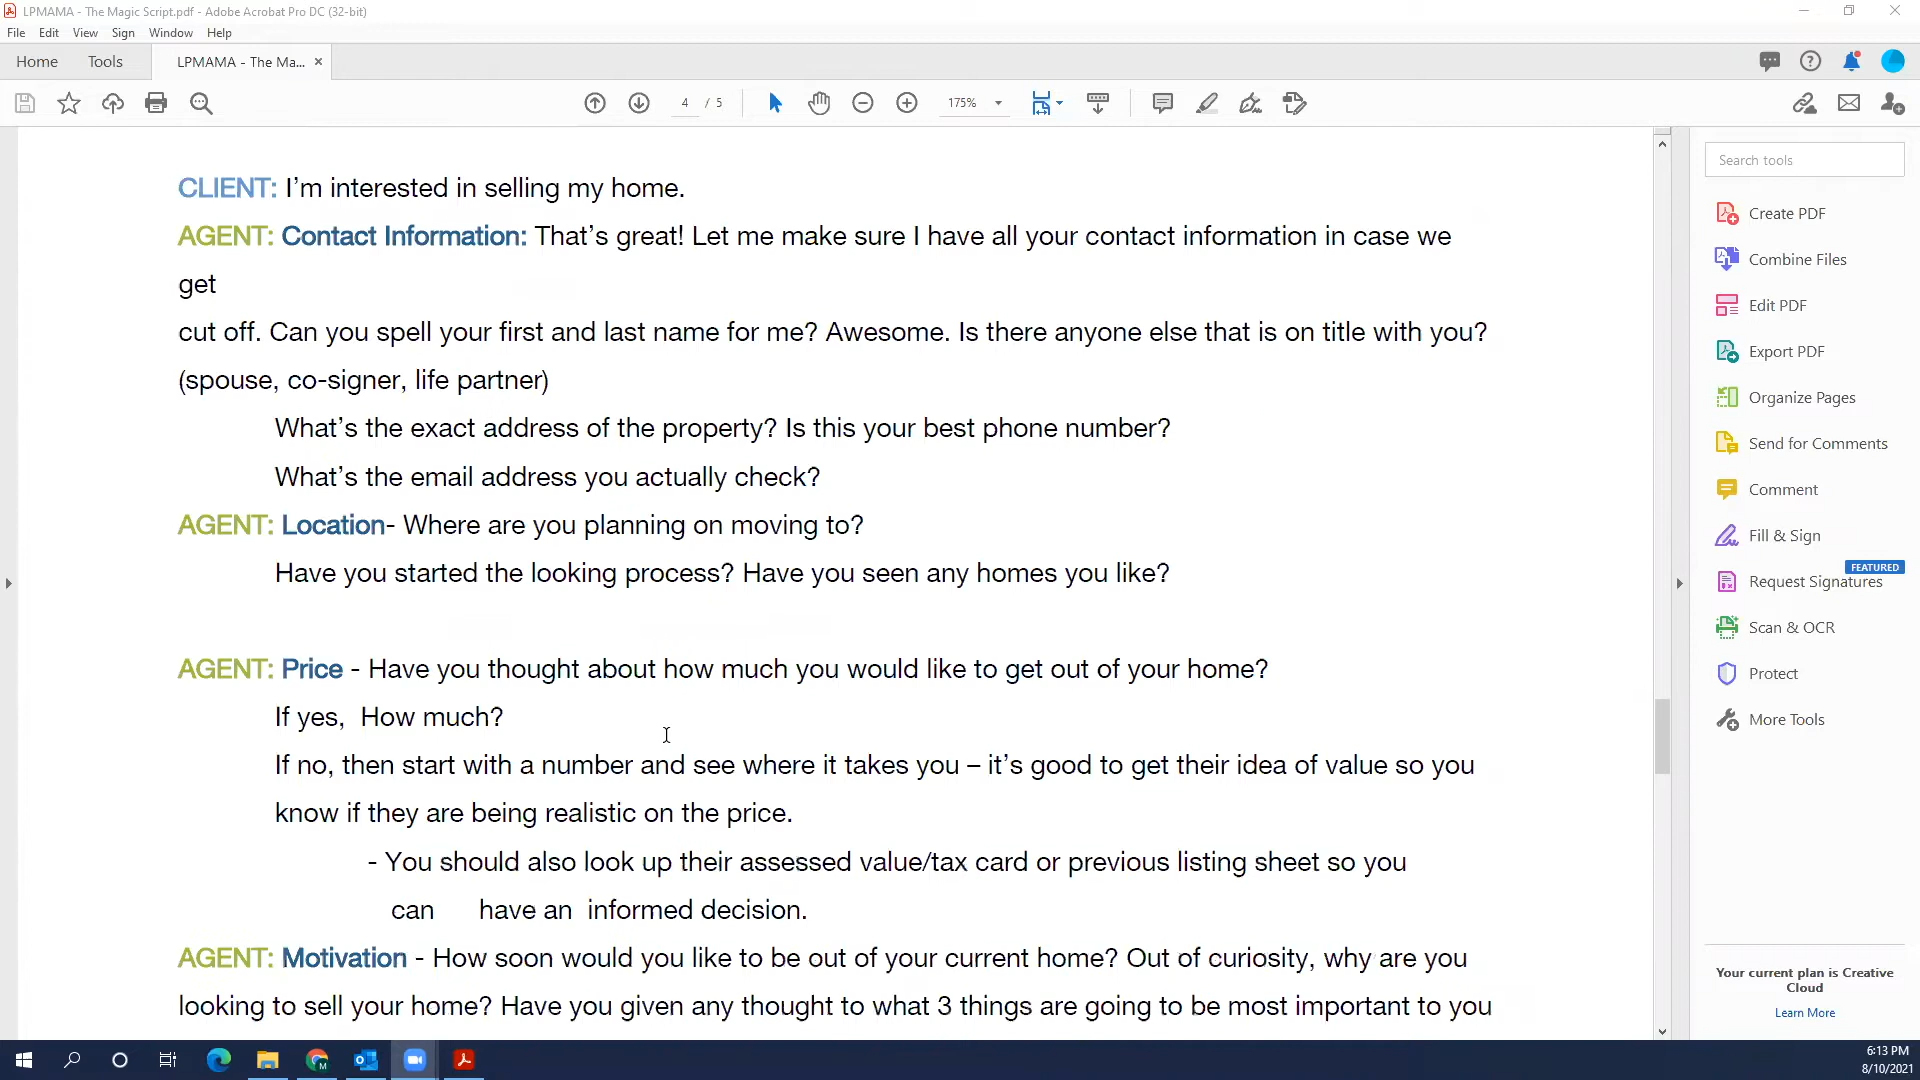 LPMAMA - The Magic Script.pdf - Adobe Acrobat Pro DC (32-bit)
File Edit View Sign Window Help
Home Tools LPMAMA - The Ma... ×
4 / 5 175%
CLIENT: I'm interested in selling my home.
AGENT: Contact Information: That's great! Let me make sure I have all your contact information in case we
get
cut off. Can you spell your first and last name for me? Awesome. Is there anyone else that is on title with you?
(spouse, co-signer, life partner)
What's the exact address of the property? Is this your best phone number?
What's the email address you actually check?
AGENT: Location- Where are you planning on moving to?
Have you started the looking process? Have you seen any homes you like?
AGENT: Price - Have you thought about how much you would like to get out of your home?
If yes,  How much?
If no, then start with a number and see where it takes you – it's good to get their idea of value so you
know if they are being realistic on the price.
- You should also look up their assessed value/tax card or previous listing sheet so you
can have an informed decision.
AGENT: Motivation - How soon would you like to be out of your current home? Out of curiosity, why are you
looking to sell your home? Have you given any thought to what 3 things are going to be most important to you
Search tools
Create PDF
Combine Files
Edit PDF
Export PDF
Organize Pages
Send for Comments
Comment
Fill & Sign
FEATURED
Request Signatures
Scan & OCR
Protect
More Tools
Your current plan is Creative
Cloud
Learn More
6:13 PM
8/10/2021